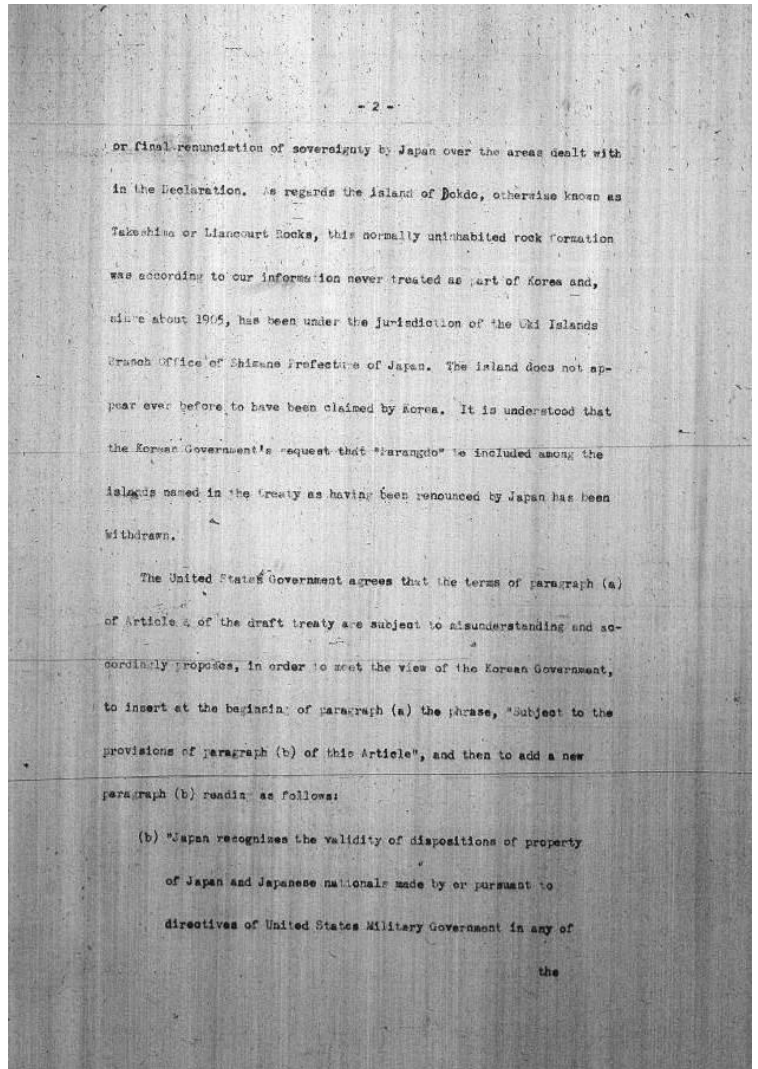 - 2 -
or final renunciation of sovereignty by Japan over the areas dealt with
in the Declaration. As regards the island of Dokdo, otherwise known as
Takeshima or Liancourt Rocks, this normally uninhabited rock formation
was according to our information never treated as part of Korea and,
since about 1905, has been under the jurisdiction of the Oki Islands
Branch Office of Shimane Prefecture of Japan. The island does not ap-
pear ever before to have been claimed by Korea. It is understood that
the Korean Government's request that "Parangdo" be included among the
islands named in the treaty as having been renounced by Japan has been
withdrawn.
The United States Government agrees that the terms of paragraph (a)
of Article 4 of the draft treaty are subject to misunderstanding and ac-
cordingly proposes, in order to meet the view of the Korean Government,
to insert at the beginning of paragraph (a) the phrase, "Subject to the
provisions of paragraph (b) of this Article", and then to add a new
paragraph (b) reading as follows:
(b) "Japan recognizes the validity of dispositions of property
of Japan and Japanese nationals made by or pursuant to
directives of United States Military Government in any of
the